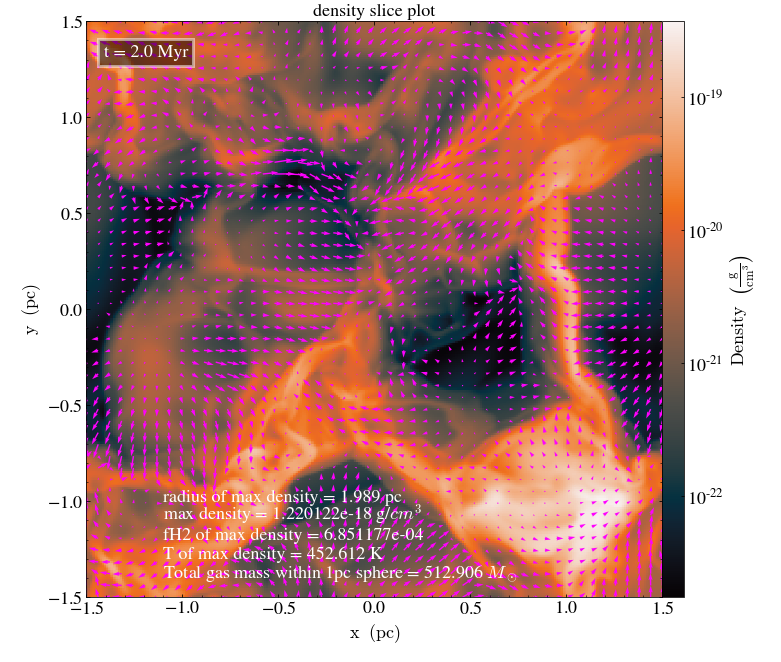 density slice plot
t = 2.0 Myr
1.5
1.0
0.5
0.0
−0.5
−1.0
−1.5
y (pc)
radius of max density = 1.989 pc
max density = 1.220122e-18 g/cm³
fH2 of max density = 6.851177e-04
T of max density = 452.612 K
Total gas mass within 1pc sphere = 512.906 M⊙
−1.5 −1.0 −0.5 0.0 0.5 1.0 1.5
x (pc)
10⁻¹⁹
10⁻²⁰
10⁻²¹
10⁻²²
Density (g/cm³)